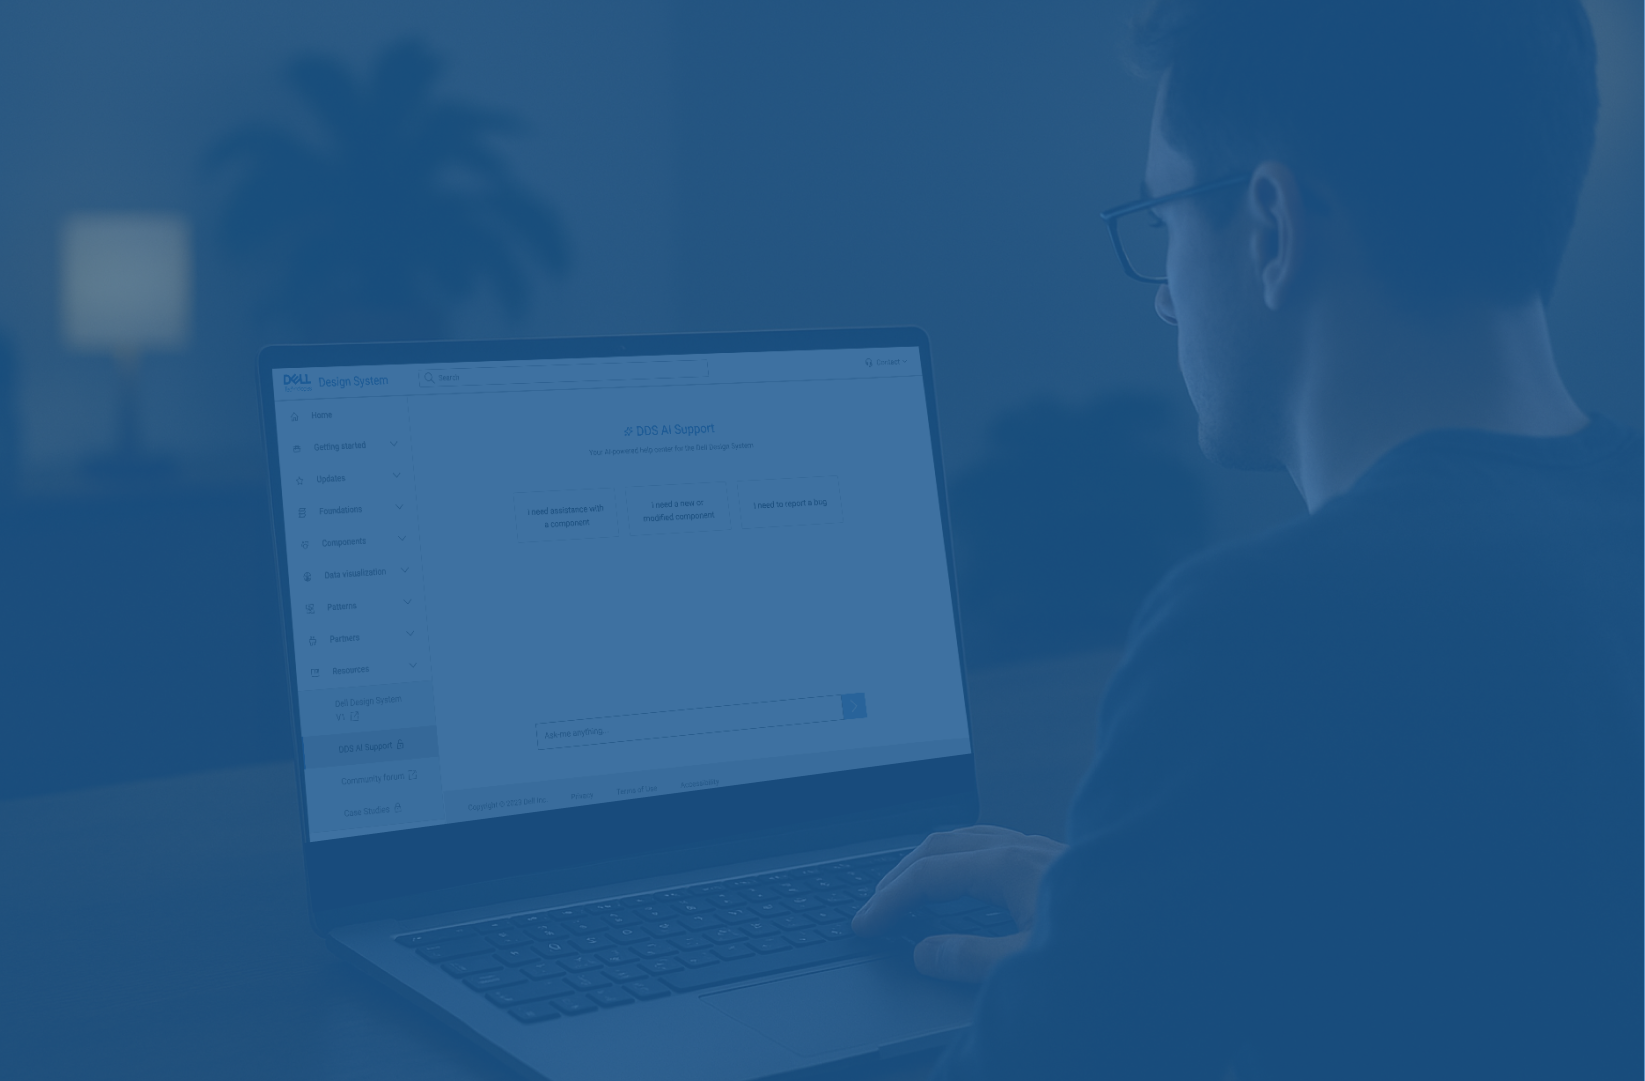 DELL
Design System
Search
Contact
Home
Getting started
Updates
Foundations
Components
Data visualization
Patterns
Partners
Resources
Dell Design System
V1
DDS AI Support
Community forum
Case Studies
DDS AI Support
Your AI-powered help center for the Dell Design System
I need assistance with
a component
I need a new or
modified component
I need to report a bug
Ask me anything.
Copyright © 2023 Dell Inc.
Privacy
Terms of Use
Accessibility